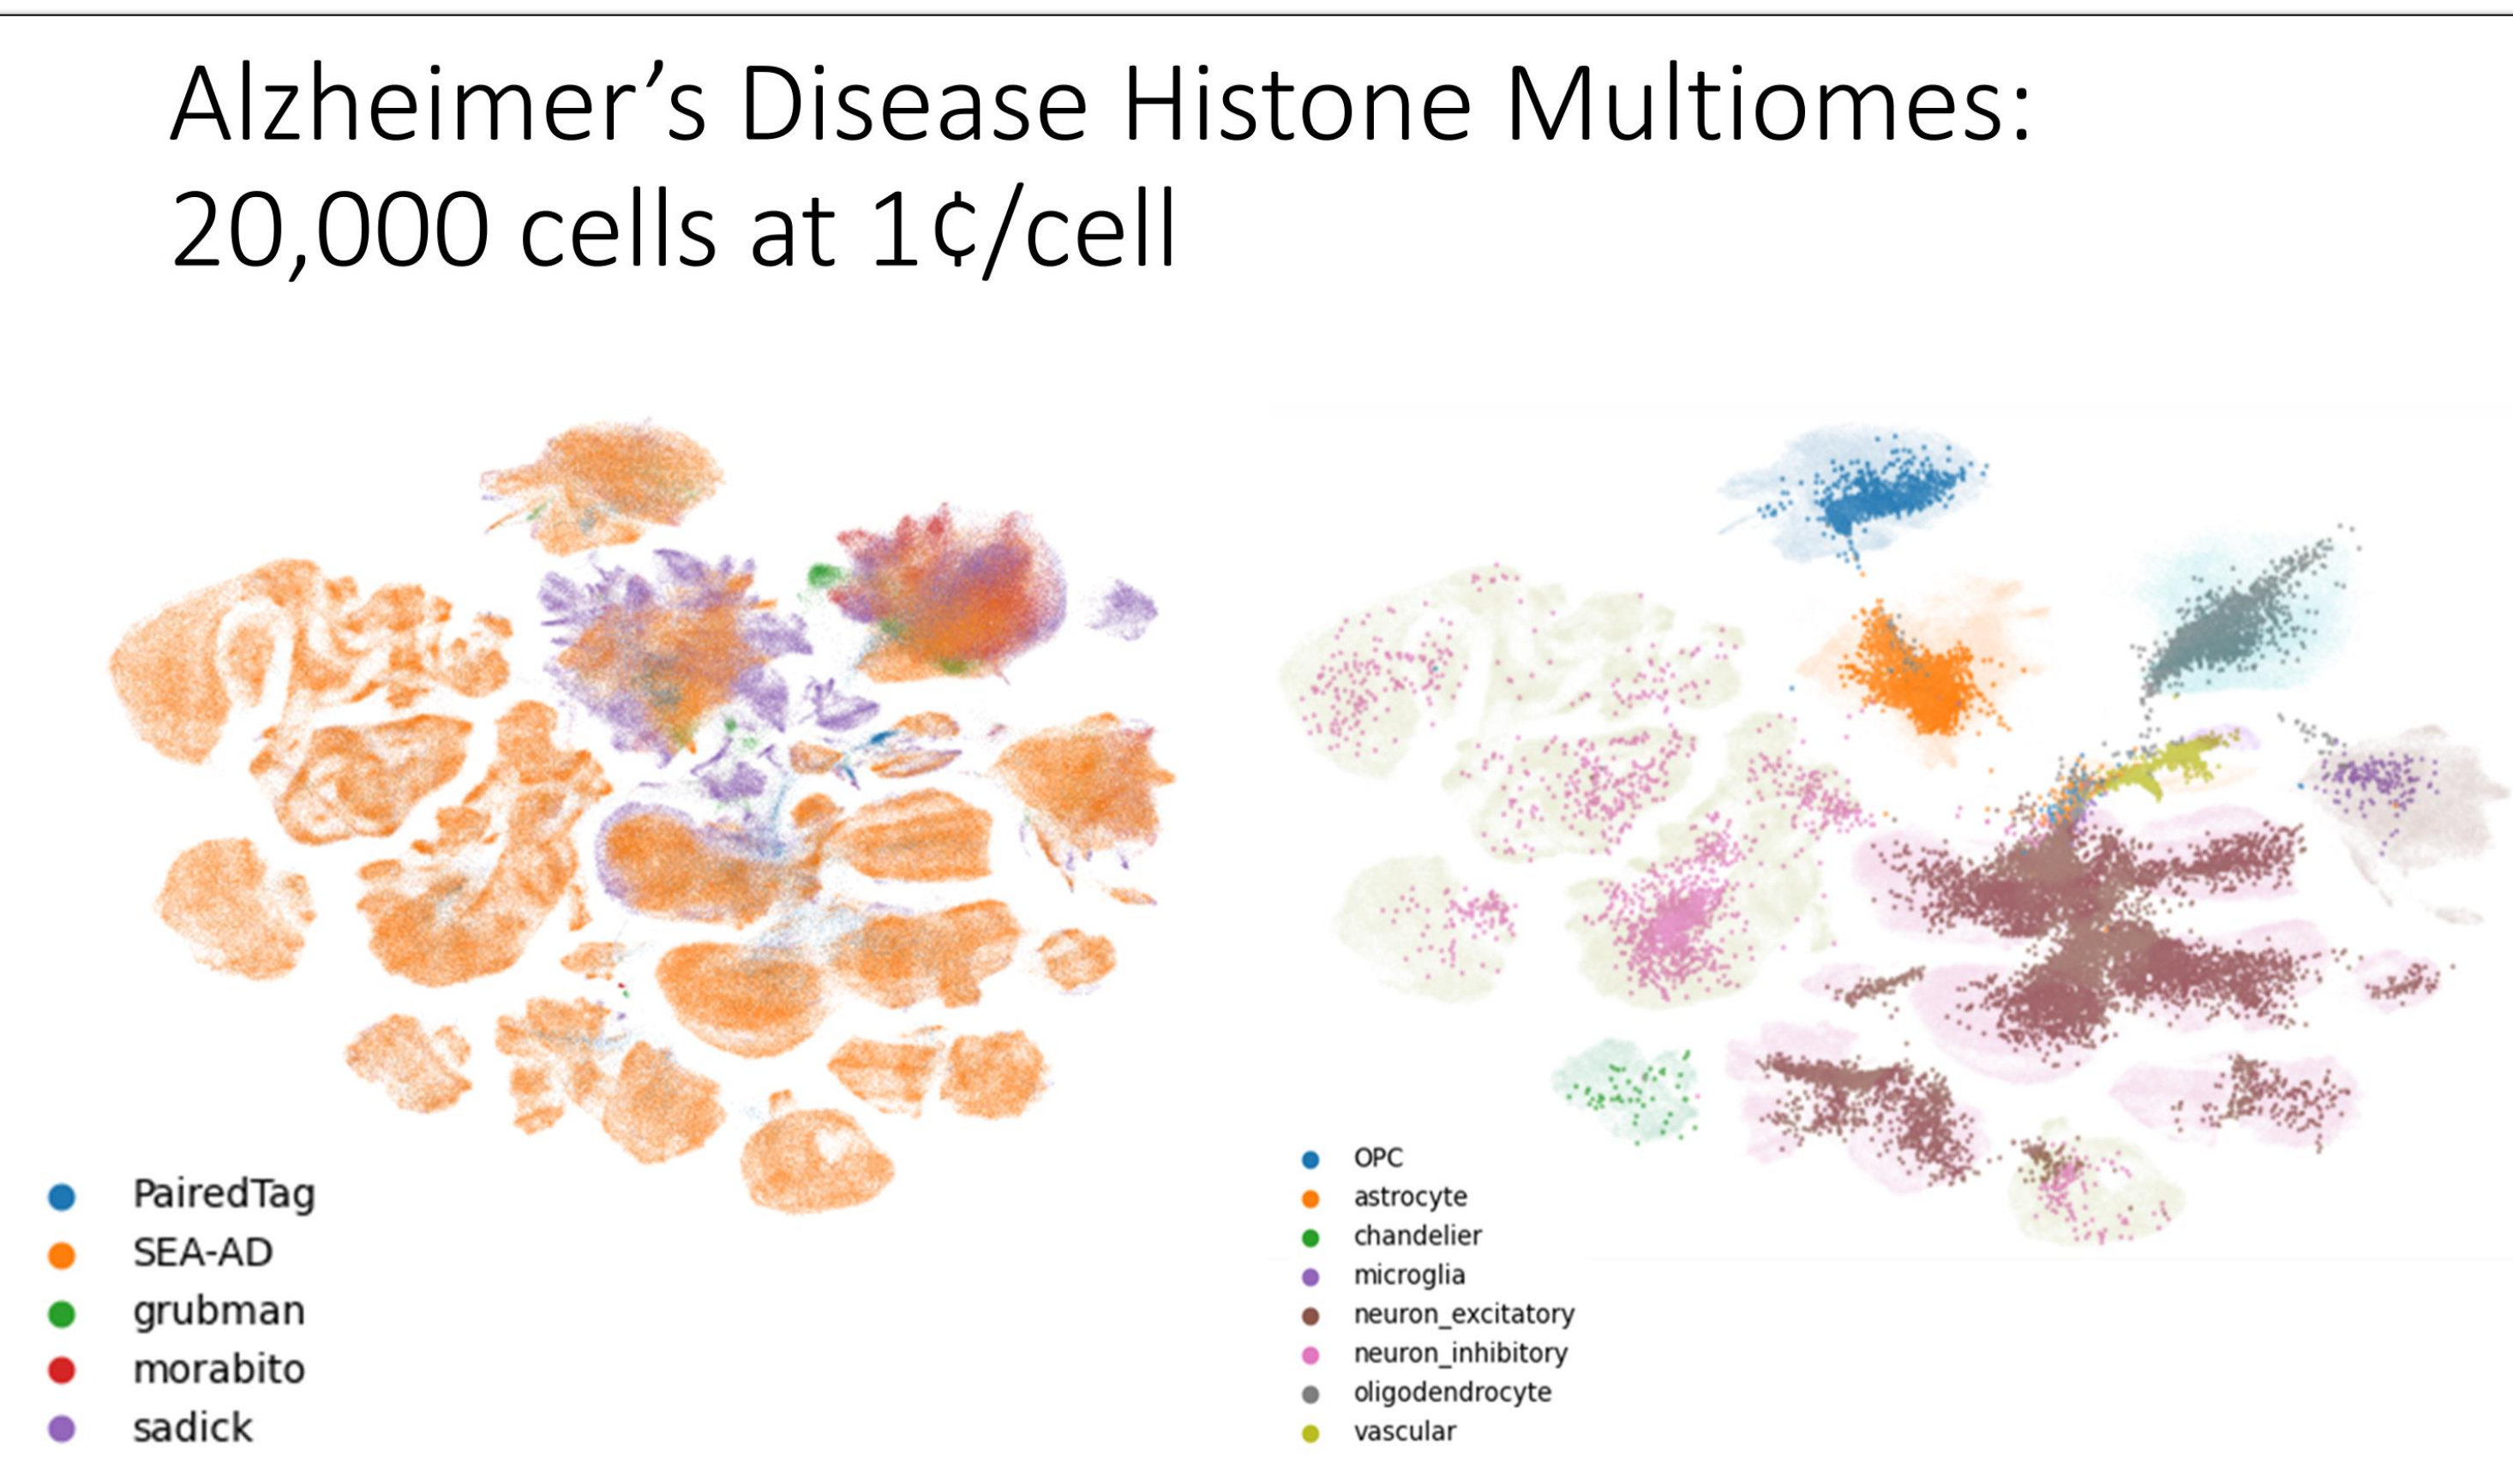 Alzheimer’s Disease Histone Multiomes:
20,000 cells at 1¢/cell
PairedTag
SEA-AD
grubman
morabito
sadick
OPC
astrocyte
chandelier
microglia
neuron_excitatory
neuron_inhibitory
oligodendrocyte
vascular